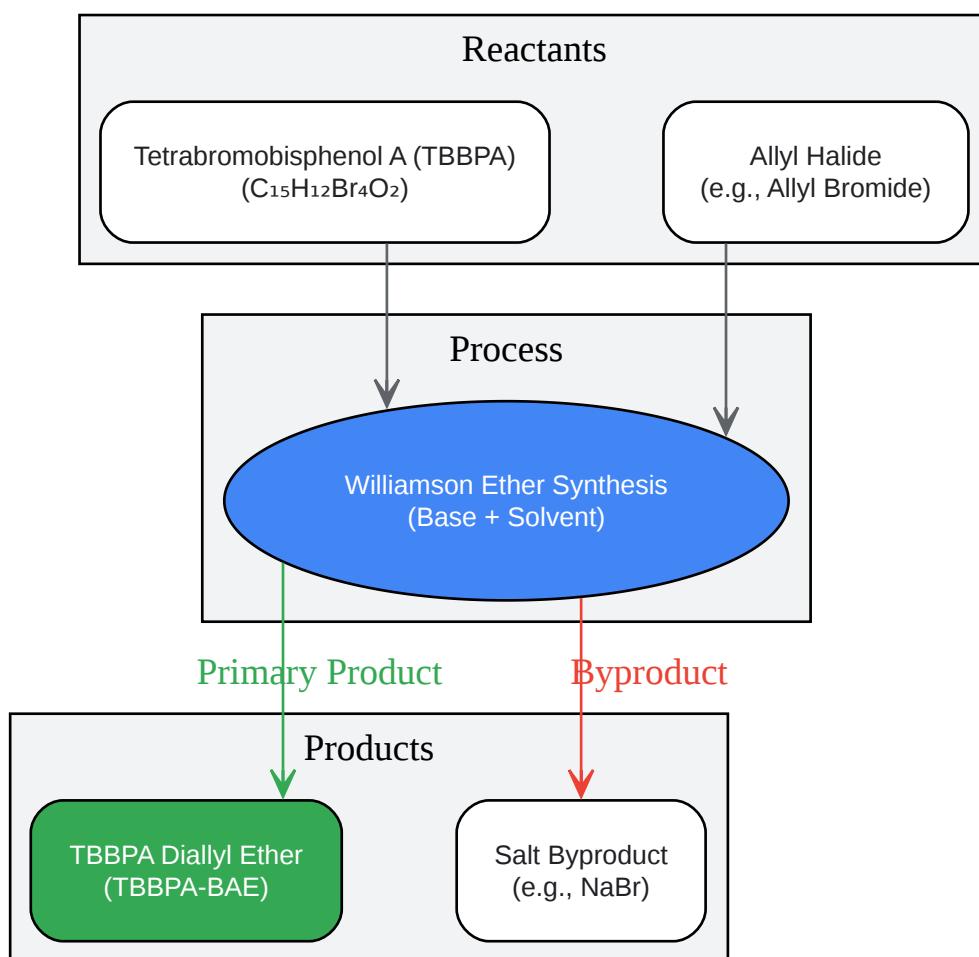 Reactants
Tetrabromobisphenol A (TBBPA)
(C₁₅H₁₂Br₄O₂)
Allyl Halide
(e.g., Allyl Bromide)
Process
Williamson Ether Synthesis
(Base + Solvent)
Primary Product
Byproduct
Products
TBBPA Diallyl Ether
(TBBPA-BAE)
Salt Byproduct
(e.g., NaBr)